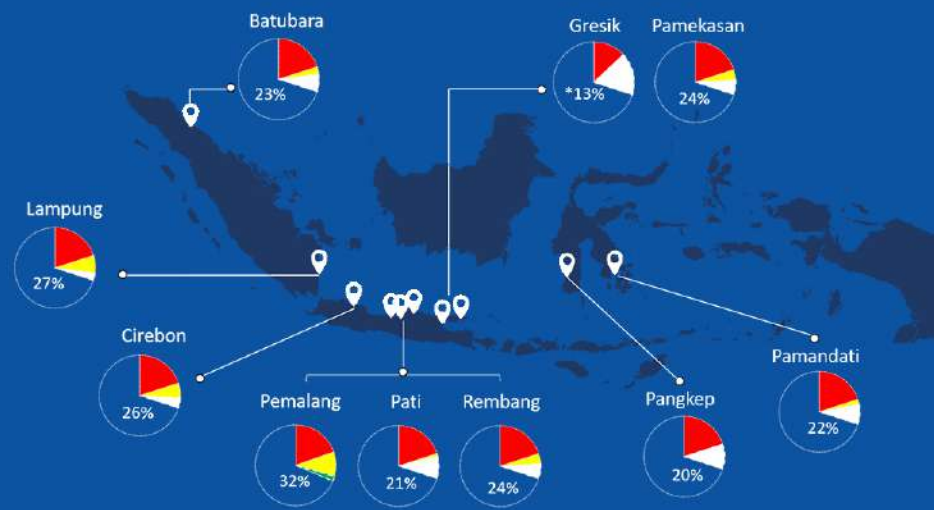 Batubara
23%
Gresik
*13%
Pamekasan
24%
Lampung
27%
Cirebon
26%
Pemalang
32%
Pati
21%
Rembang
24%
Pangkep
20%
Pamandati
22%